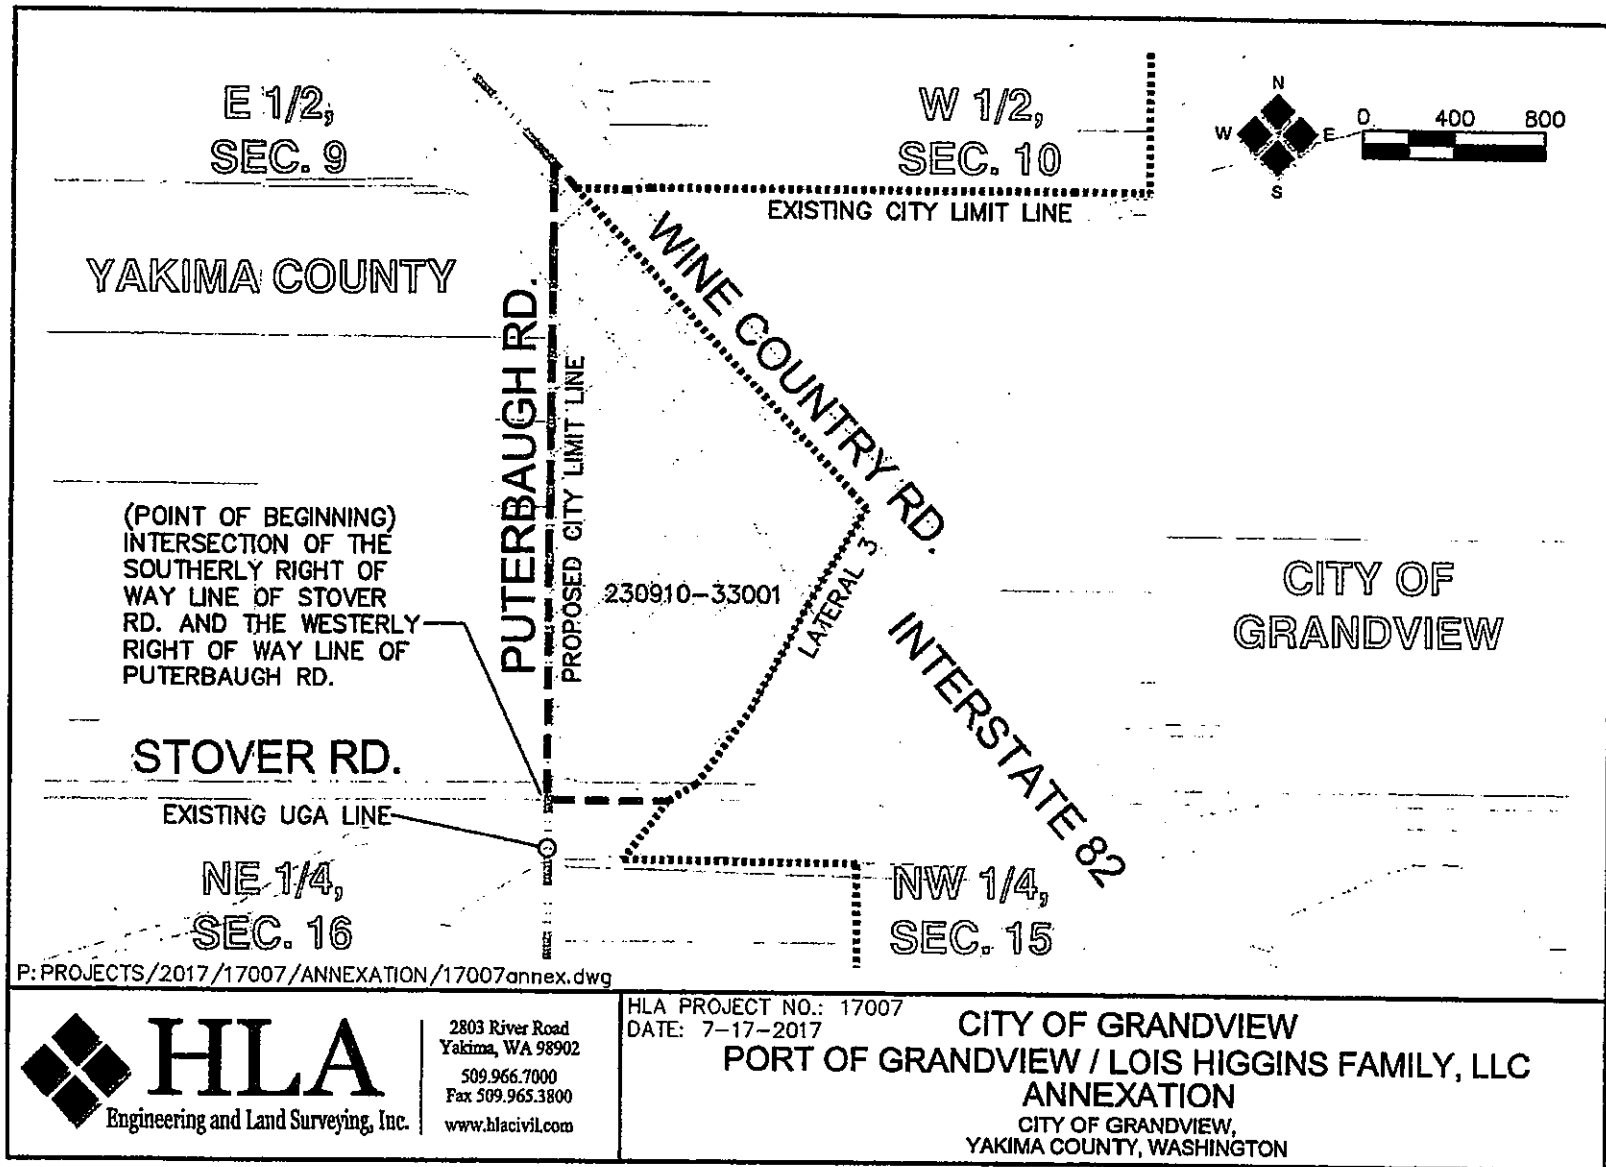 E 1/2,
SEC. 9
W 1/2,
SEC. 10
N
W E
S
0 400 800
EXISTING CITY LIMIT LINE
YAKIMA COUNTY
WINE COUNTRY RD.
PUTERBAUGH RD.
PROPOSED CITY LIMIT LINE
(POINT OF BEGINNING)
INTERSECTION OF THE
SOUTHERLY RIGHT OF
WAY LINE OF STOVER
RD. AND THE WESTERLY
RIGHT OF WAY LINE OF
PUTERBAUGH RD.
230910-33001
LATERAL 3
INTERSTATE 82
CITY OF
GRANDVIEW
STOVER RD.
EXISTING UGA LINE
NE 1/4,
SEC. 16
NW 1/4,
SEC. 15
P:PROJECTS/2017/17007/ANNEXATION/17007annex.dwg
HLA
Engineering and Land Surveying, Inc.
2803 River Road
Yakima, WA 98902
509.966.7000
Fax 509.965.3800
www.hlacivil.com
HLA PROJECT NO.: 17007
DATE: 7-17-2017
CITY OF GRANDVIEW
PORT OF GRANDVIEW / LOIS HIGGINS FAMILY, LLC
ANNEXATION
CITY OF GRANDVIEW,
YAKIMA COUNTY, WASHINGTON